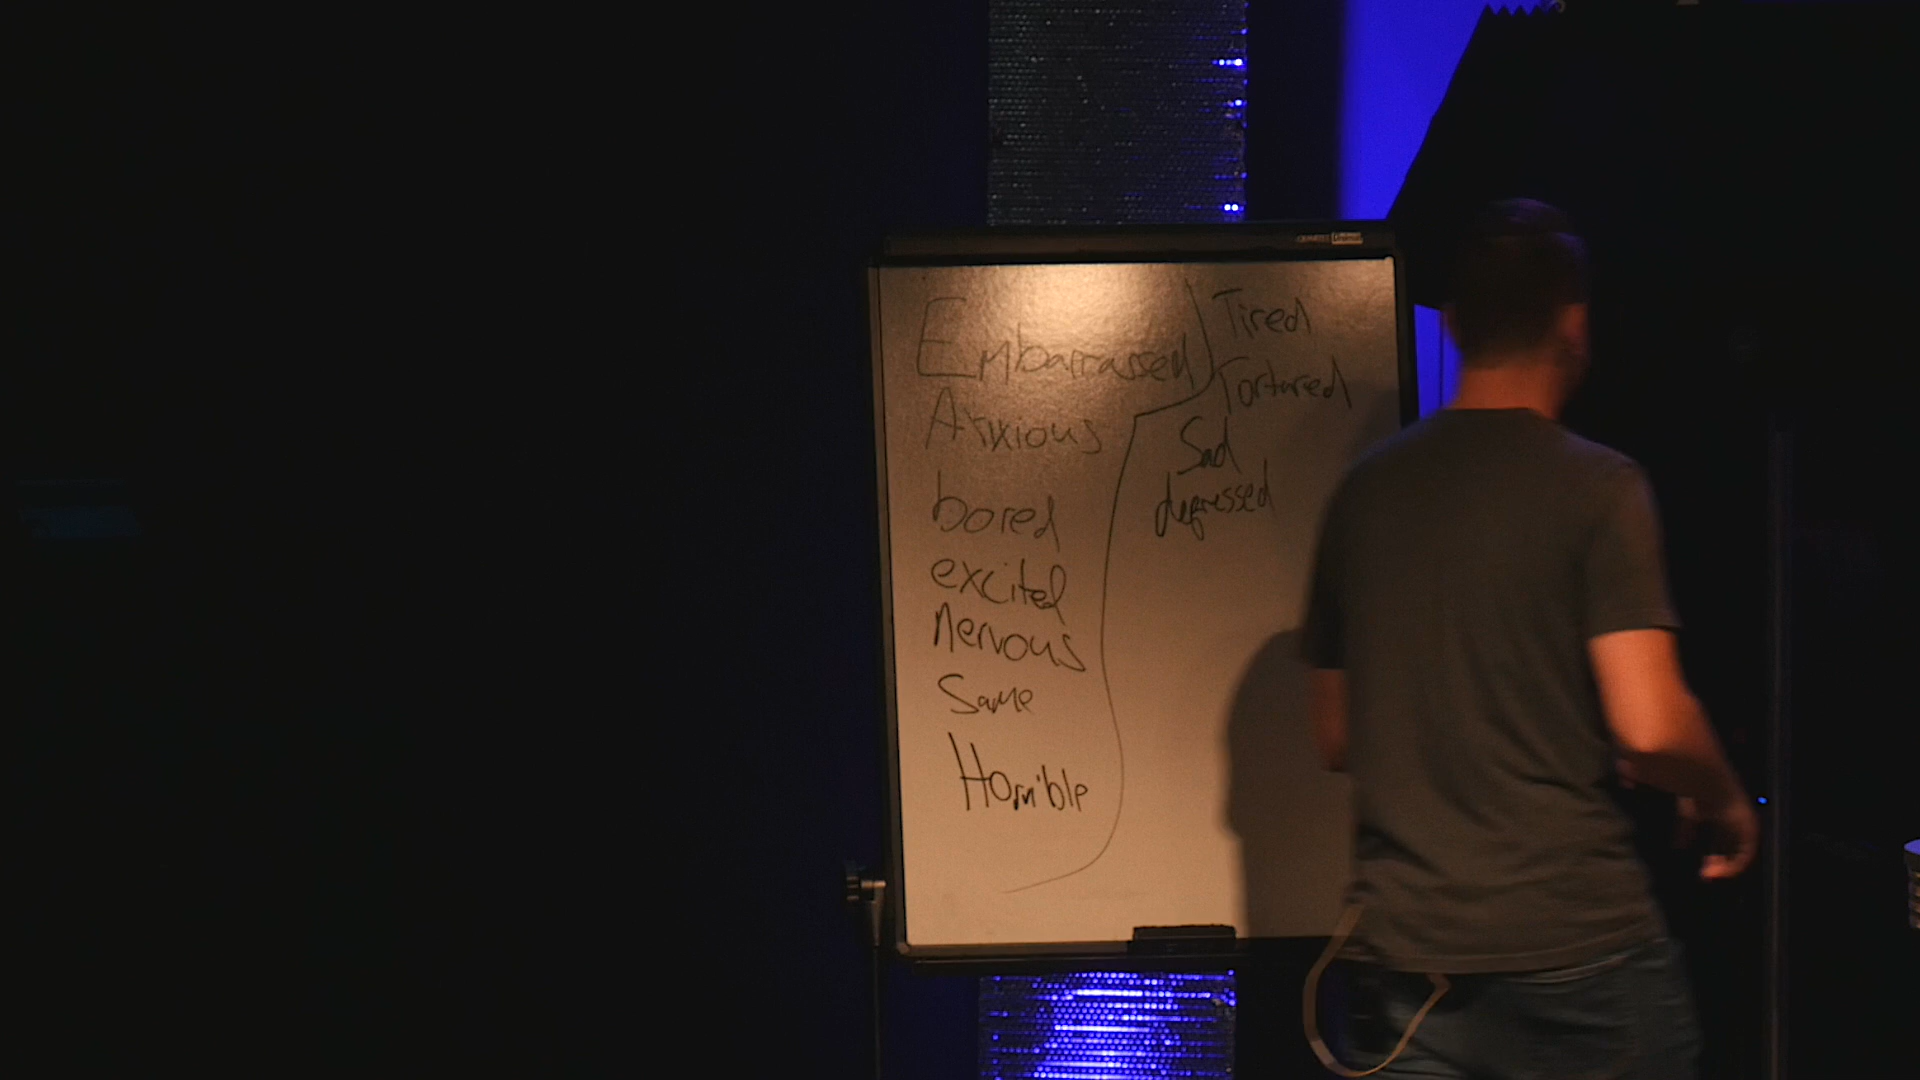 Embarrassed
Anxious
bored
excited
Nervous
Same
Horrible
Tired
Tortured
Sad
depressed